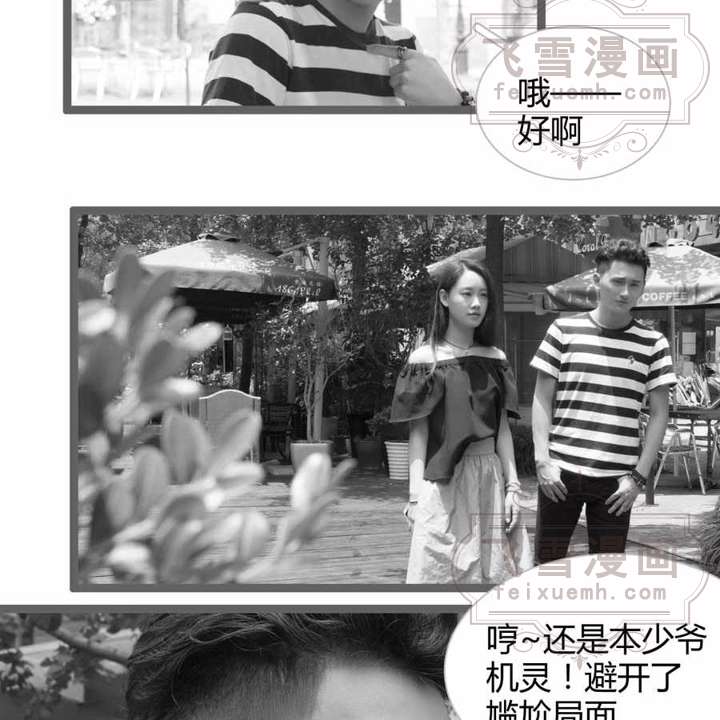 飞雪漫画
feixuemh.com
哦——
好啊
COFFEE
飞雪漫画
feixuemh.com
哼~还是本少爷
机灵！避开了
尴尬局面